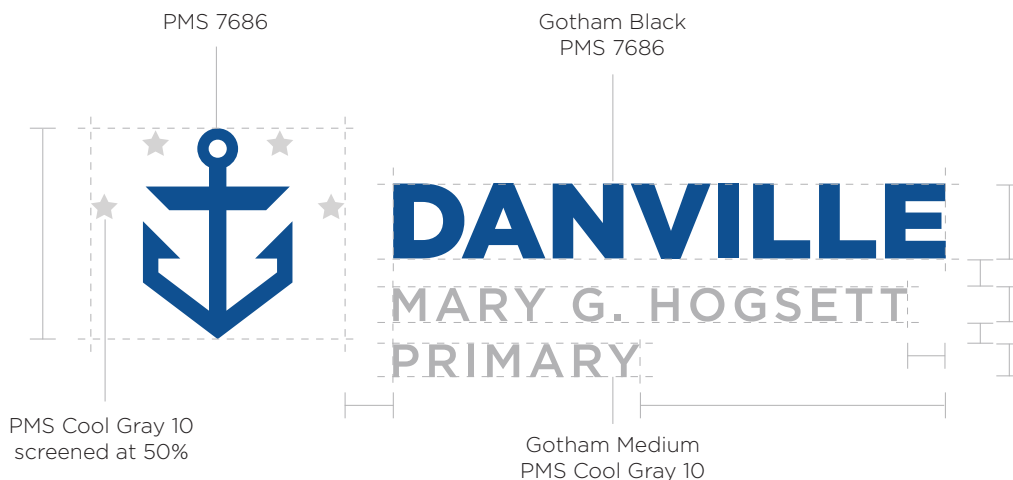 PMS 7686
Gotham Black
PMS 7686
DANVILLE
MARY G. HOGSETT
PRIMARY
PMS Cool Gray 10
screened at 50%
Gotham Medium
PMS Cool Gray 10